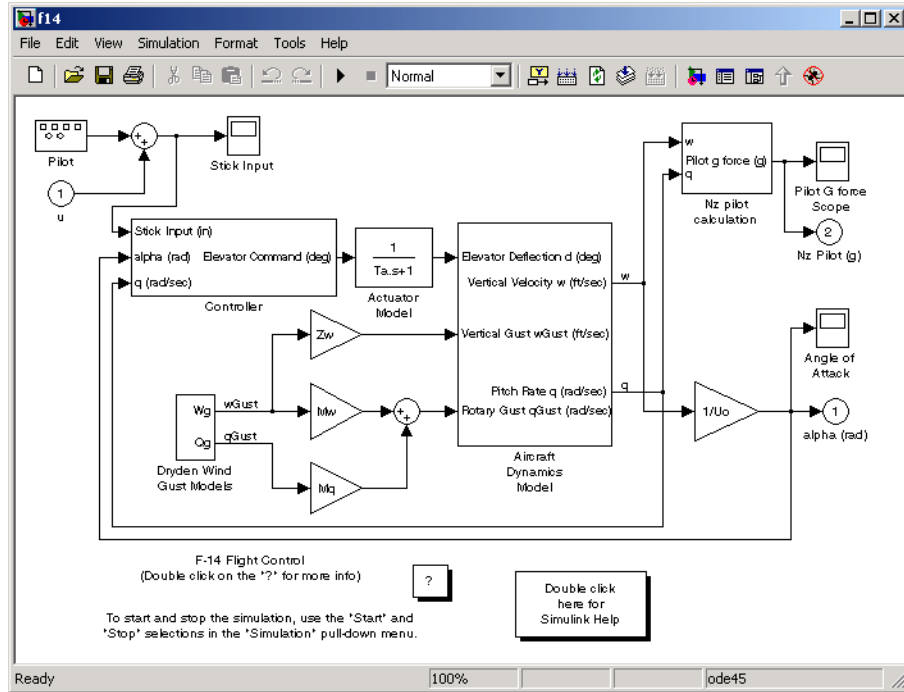 f14
File Edit View Simulation Format Tools Help
Normal
Pilot
1
u
Stick Input
Stick Input (in)
alpha (rad) Elevator Command (deg)
q (rad/sec)
Controller
1
Ta.s+1
Actuator
Model
Elevator Deflection d (deg)
Vertical Velocity w (ft/sec)
Vertical Gust wGust (ft/sec)
Pitch Rate q (rad/sec)
Rotary Gust qGust (rad/sec)
Aircraft
Dynamics
Model
w
q
w
Pilot g force (g)
q
Nz pilot
calculation
Pilot G force
Scope
2
Nz Pilot (g)
Angle of
Attack
1/Uo
1
alpha (rad)
Zw
Mw
Mq
Wg
wGust
Qg
qGust
Dryden Wind
Gust Models
F-14 Flight Control
(Double click on the "?" for more info)
?
To start and stop the simulation, use the "Start" and
"Stop" selections in the "Simulation" pull-down menu.
Double click
here for
Simulink Help
Ready 100% ode45